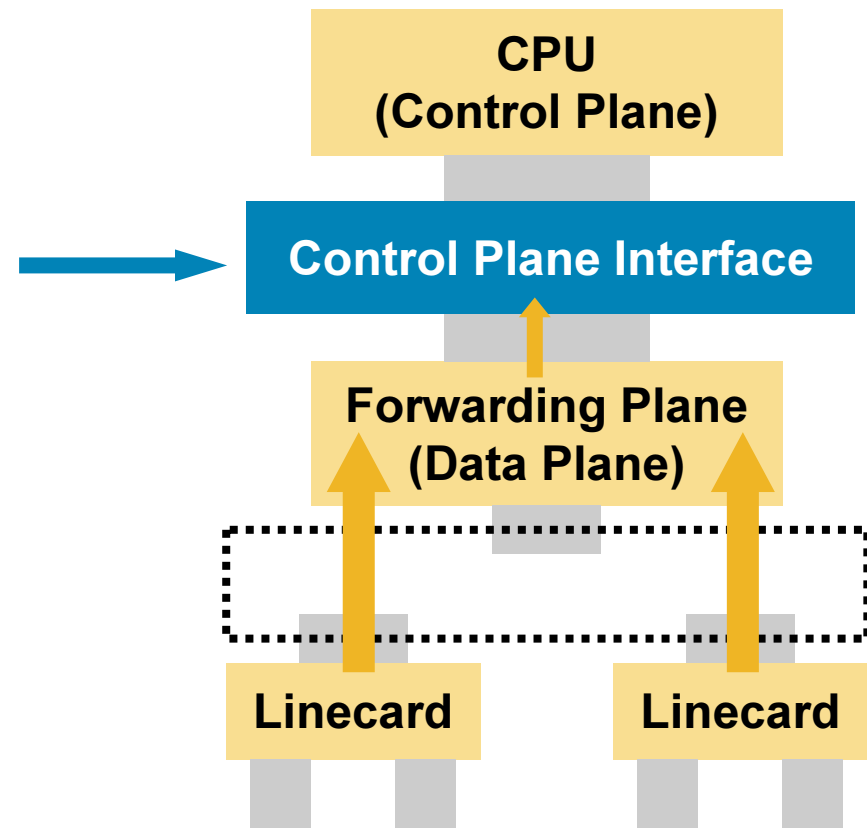 CPU
(Control Plane)
Control Plane Interface
Forwarding Plane
(Data Plane)
Linecard
Linecard